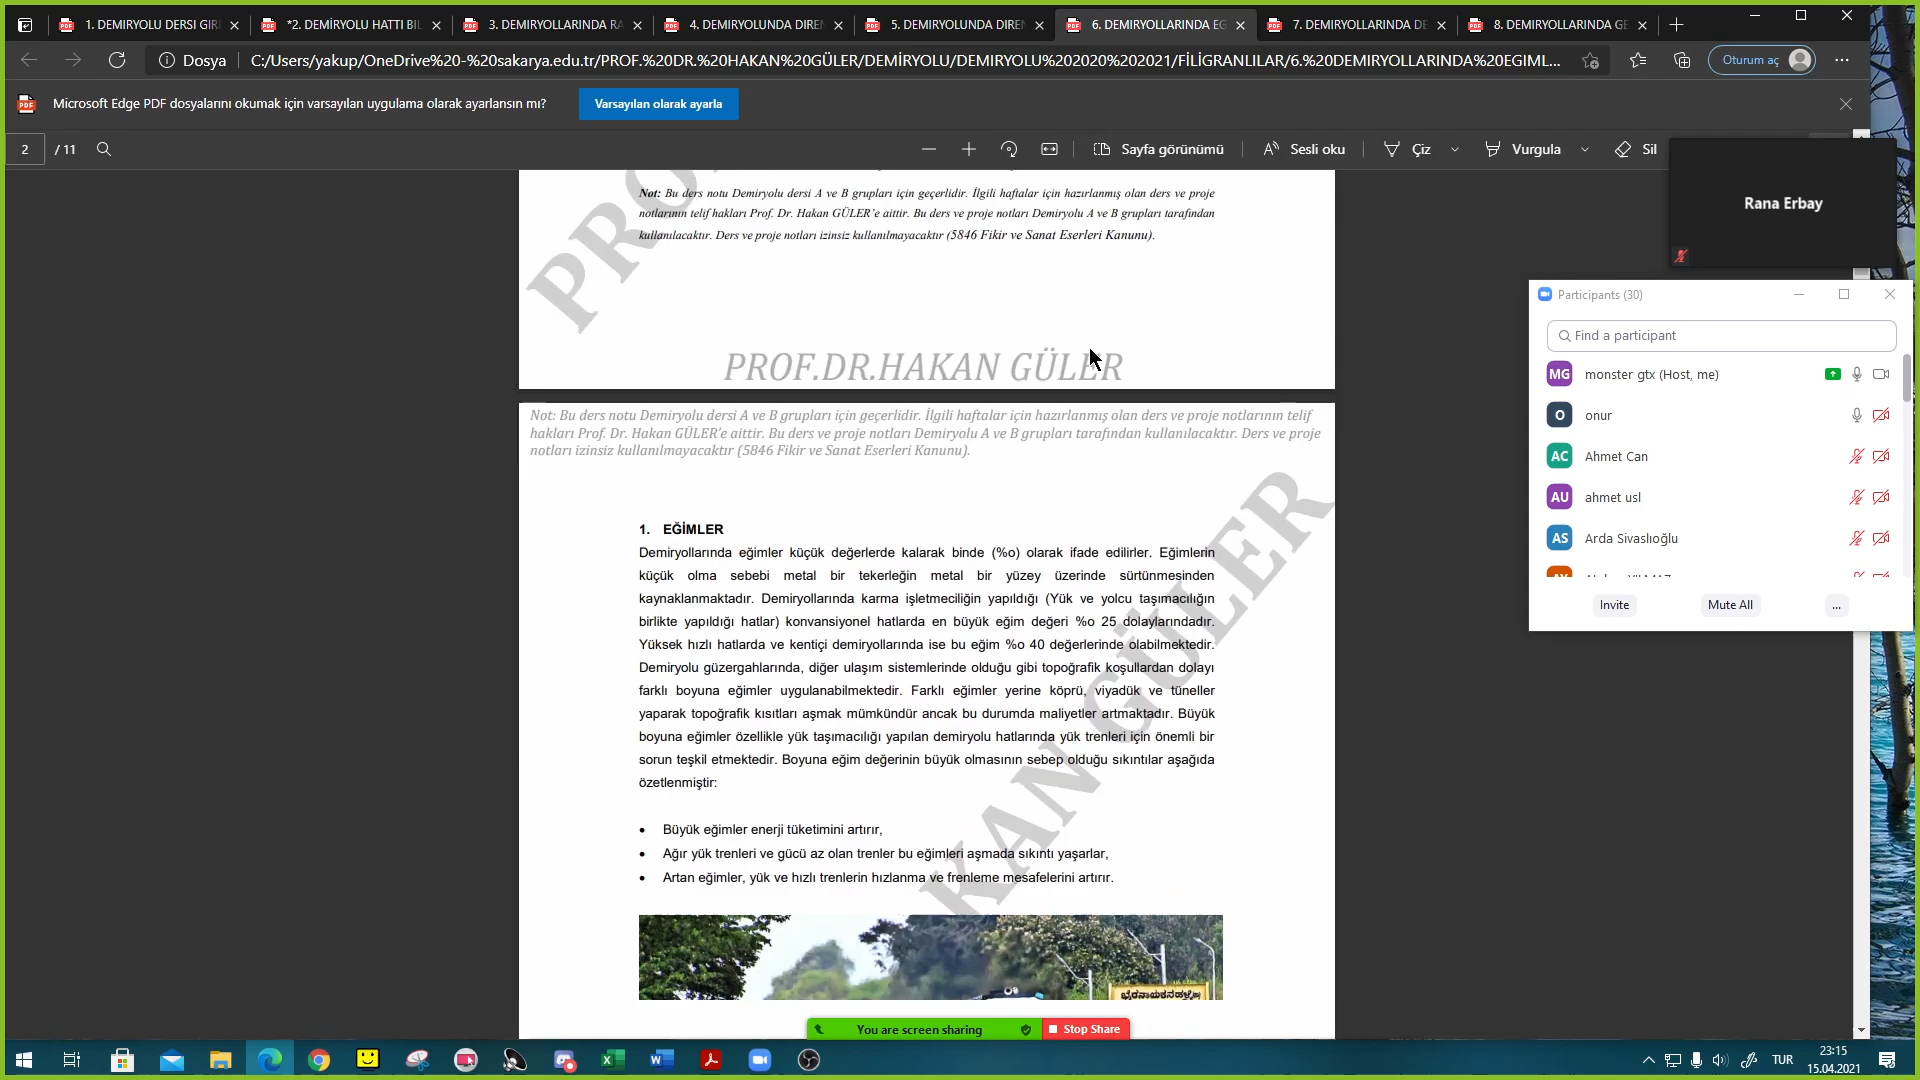 1. DEMIRYOLU DERSI GIRI
*2. DEMİRYOLU HATTI BIL
3. DEMIRYOLLARINDA RA
4. DEMIRYOLUNDA DIREN
5. DEMIRYOLUNDA DIREN
6. DEMIRYOLLARINDA EG
7. DEMIRYOLLARINDA DE
8. DEMIRYOLLARINDA GE
Dosya
C:/Users/yakup/OneDrive%20-%20sakarya.edu.tr/PROF.%20DR.%20HAKAN%20GÜLER/DEMİRYOLU/DEMIRYOLU%202020%202021/FİLİGRANLILAR/6.%20DEMIRYOLLARINDA%20EGIML...
Oturum aç
Microsoft Edge PDF dosyalarını okumak için varsayılan uygulama olarak ayarlansın mı?
Varsayılan olarak ayarla
2 / 11
Sayfa görünümü
Sesli oku
Çiz
Vurgula
Sil
Rana Erbay
Not: Bu ders notu Demiryolu dersi A ve B grupları için geçerlidir. İlgili haftalar için hazırlanmış olan ders ve proje
notlarının telif hakları Prof. Dr. Hakan GÜLER'e aittir. Bu ders ve proje notları Demiryolu A ve B grupları tarafından
kullanılacaktır. Ders ve proje notları izinsiz kullanılmayacaktır (5846 Fikir ve Sanat Eserleri Kanunu).
PROF.DR.HAKAN GÜLER
Not: Bu ders notu Demiryolu dersi A ve B grupları için geçerlidir. İlgili haftalar için hazırlanmış olan ders ve proje notlarının telif
hakları Prof. Dr. Hakan GÜLER'e aittir. Bu ders ve proje notları Demiryolu A ve B grupları tarafından kullanılacaktır. Ders ve proje
notları izinsiz kullanılmayacaktır (5846 Fikir ve Sanat Eserleri Kanunu).
1. EĞİMLER
Demiryollarında eğimler küçük değerlerde kalarak binde (%o) olarak ifade edilirler. Eğimlerin
küçük olma sebebi metal bir tekerleğin metal bir yüzey üzerinde sürtünmesinden
kaynaklanmaktadır. Demiryollarında karma işletmeciliğin yapıldığı (Yük ve yolcu taşımacılığın
birlikte yapıldığı hatlar) konvansiyonel hatlarda en büyük eğim değeri %o 25 dolaylarındadır.
Yüksek hızlı hatlarda ve kentiçi demiryollarında ise bu eğim %o 40 değerlerinde olabilmektedir.
Demiryolu güzergahlarında, diğer ulaşım sistemlerinde olduğu gibi topoğrafik koşullardan dolayı
farklı boyuna eğimler uygulanabilmektedir. Farklı eğimler yerine köprü, viyadük ve tüneller
yaparak topoğrafik kısıtları aşmak mümkündür ancak bu durumda maliyetler artmaktadır. Büyük
boyuna eğimler özellikle yük taşımacılığı yapılan demiryolu hatlarında yük trenleri için önemli bir
sorun teşkil etmektedir. Boyuna eğim değerinin büyük olmasının sebep olduğu sıkıntılar aşağıda
özetlenmiştir:
• Büyük eğimler enerji tüketimini artırır,
• Ağır yük trenleri ve gücü az olan trenler bu eğimleri aşmada sıkıntı yaşarlar,
• Artan eğimler, yük ve hızlı trenlerin hızlanma ve frenleme mesafelerini artırır.
PRO
KAN GÜLER
Participants (30)
Find a participant
MG monster gtx (Host, me)
O onur
AC Ahmet Can
AU ahmet usl
AS Arda Sivaslıoğlu
Invite
Mute All
...
You are screen sharing
Stop Share
TUR
23:15
15.04.2021